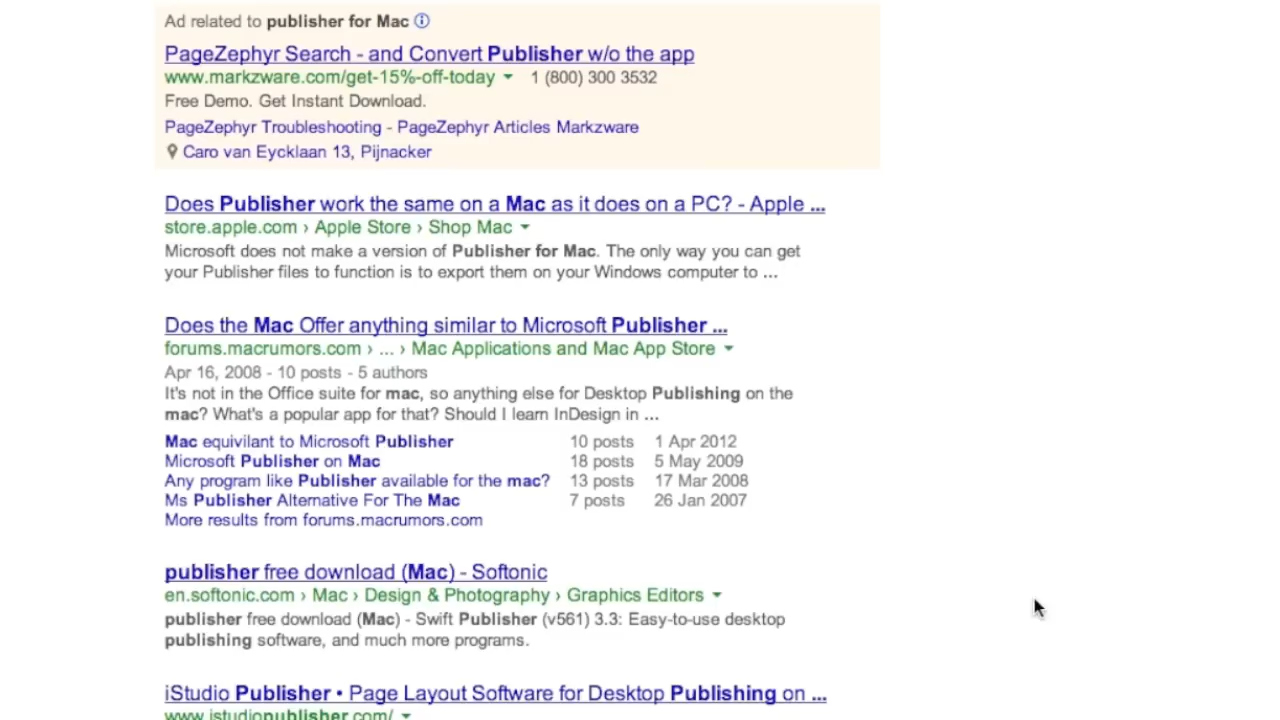 Ad related to publisher for Mac
PageZephyr Search - and Convert Publisher w/o the app
www.markzware.com/get-15%-off-today 1 (800) 300 3532
Free Demo. Get Instant Download.
PageZephyr Troubleshooting - PageZephyr Articles Markzware
Caro van Eycklaan 13, Pijnacker
Does Publisher work the same on a Mac as it does on a PC? - Apple ...
store.apple.com › Apple Store › Shop Mac
Microsoft does not make a version of Publisher for Mac. The only way you can get
your Publisher files to function is to export them on your Windows computer to ...
Does the Mac Offer anything similar to Microsoft Publisher ...
forums.macrumors.com › ... › Mac Applications and Mac App Store
Apr 16, 2008 - 10 posts - 5 authors
It's not in the Office suite for mac, so anything else for Desktop Publishing on the
mac? What's a popular app for that? Should I learn InDesign in ...
Mac equivilant to Microsoft Publisher 10 posts 1 Apr 2012
Microsoft Publisher on Mac 18 posts 5 May 2009
Any program like Publisher available for the mac? 13 posts 17 Mar 2008
Ms Publisher Alternative For The Mac 7 posts 26 Jan 2007
More results from forums.macrumors.com
publisher free download (Mac) - Softonic
en.softonic.com › Mac › Design & Photography › Graphics Editors
publisher free download (Mac) - Swift Publisher (v561) 3.3: Easy-to-use desktop
publishing software, and much more programs.
iStudio Publisher • Page Layout Software for Desktop Publishing on ...
www.istudiopublisher.com/